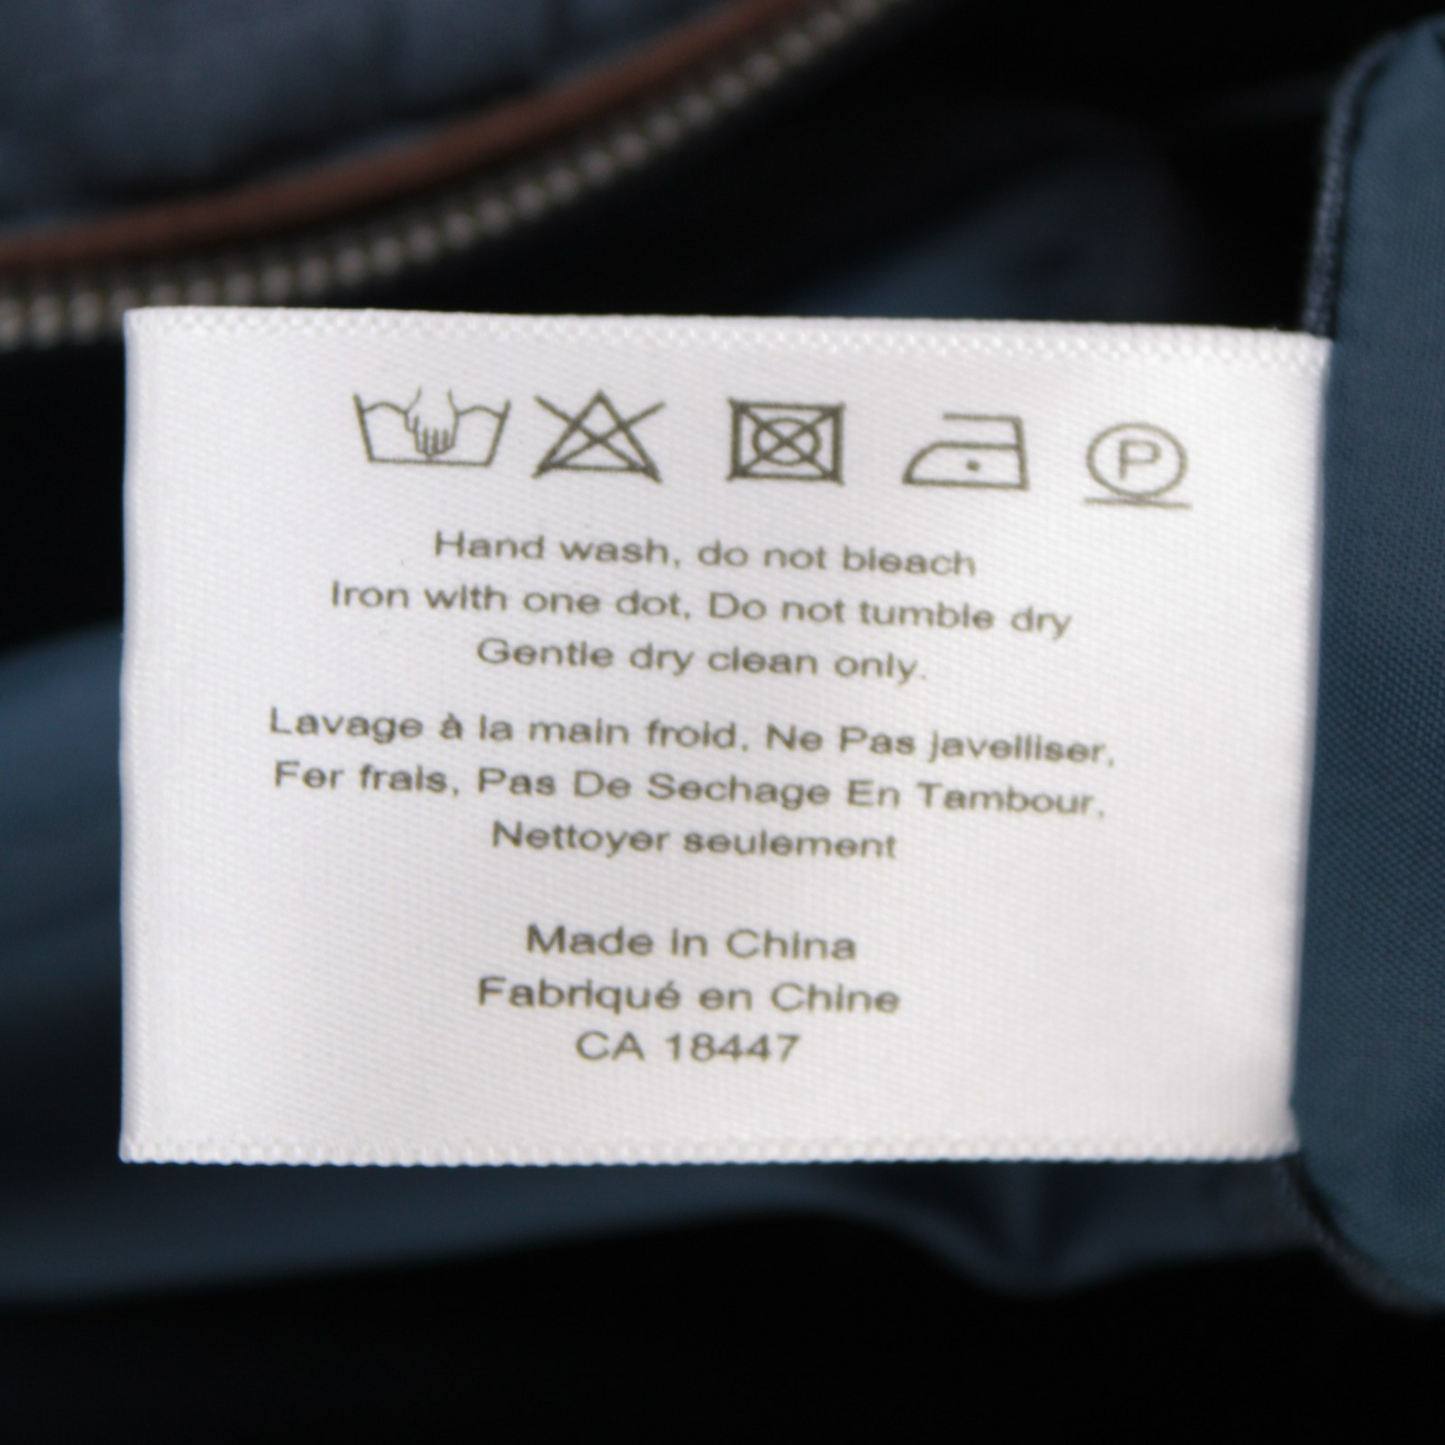 P
Hand wash, do not bleach
Iron with one dot, Do not tumble dry
Gentle dry clean only.
Lavage à la main froid, Ne Pas javelliser,
Fer frais, Pas De Sechage En Tambour,
Nettoyer seulement
Made in China
Fabriqué en Chine
CA 18447